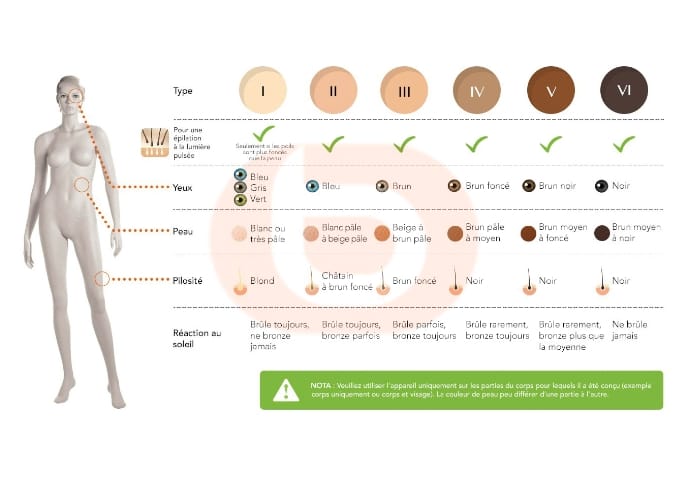 Type
I
II
III
IV
V
VI
Pour une
épilation
à la lumière
pulsée
Seulement si les poils
sont plus foncés
que la peau
Yeux
Bleu
Gris
Vert
Bleu
Brun
Brun foncé
Brun noir
Noir
Peau
Blanc ou
très pâle
Blanc pâle
à beige pâle
Beige à
brun pâle
Brun pâle
à moyen
Brun moyen
à foncé
Brun moyen
à noir
Pilosité
Blond
Châtain
à brun foncé
Brun foncé
Noir
Noir
Noir
Réaction au
soleil
Brûle toujours,
ne bronze
jamais
Brûle toujours,
bronze parfois
Brûle parfois,
bronze toujours
Brûle rarement,
bronze toujours
Brûle rarement,
bronze plus que
la moyenne
Ne brûle
jamais
NOTA : Veuillez utiliser l'appareil uniquement sur les parties du corps pour lequels il a été conçu (example
corps uniquement ou corps et visage). La couleur de peau peu différer d'une partie à l'autre.